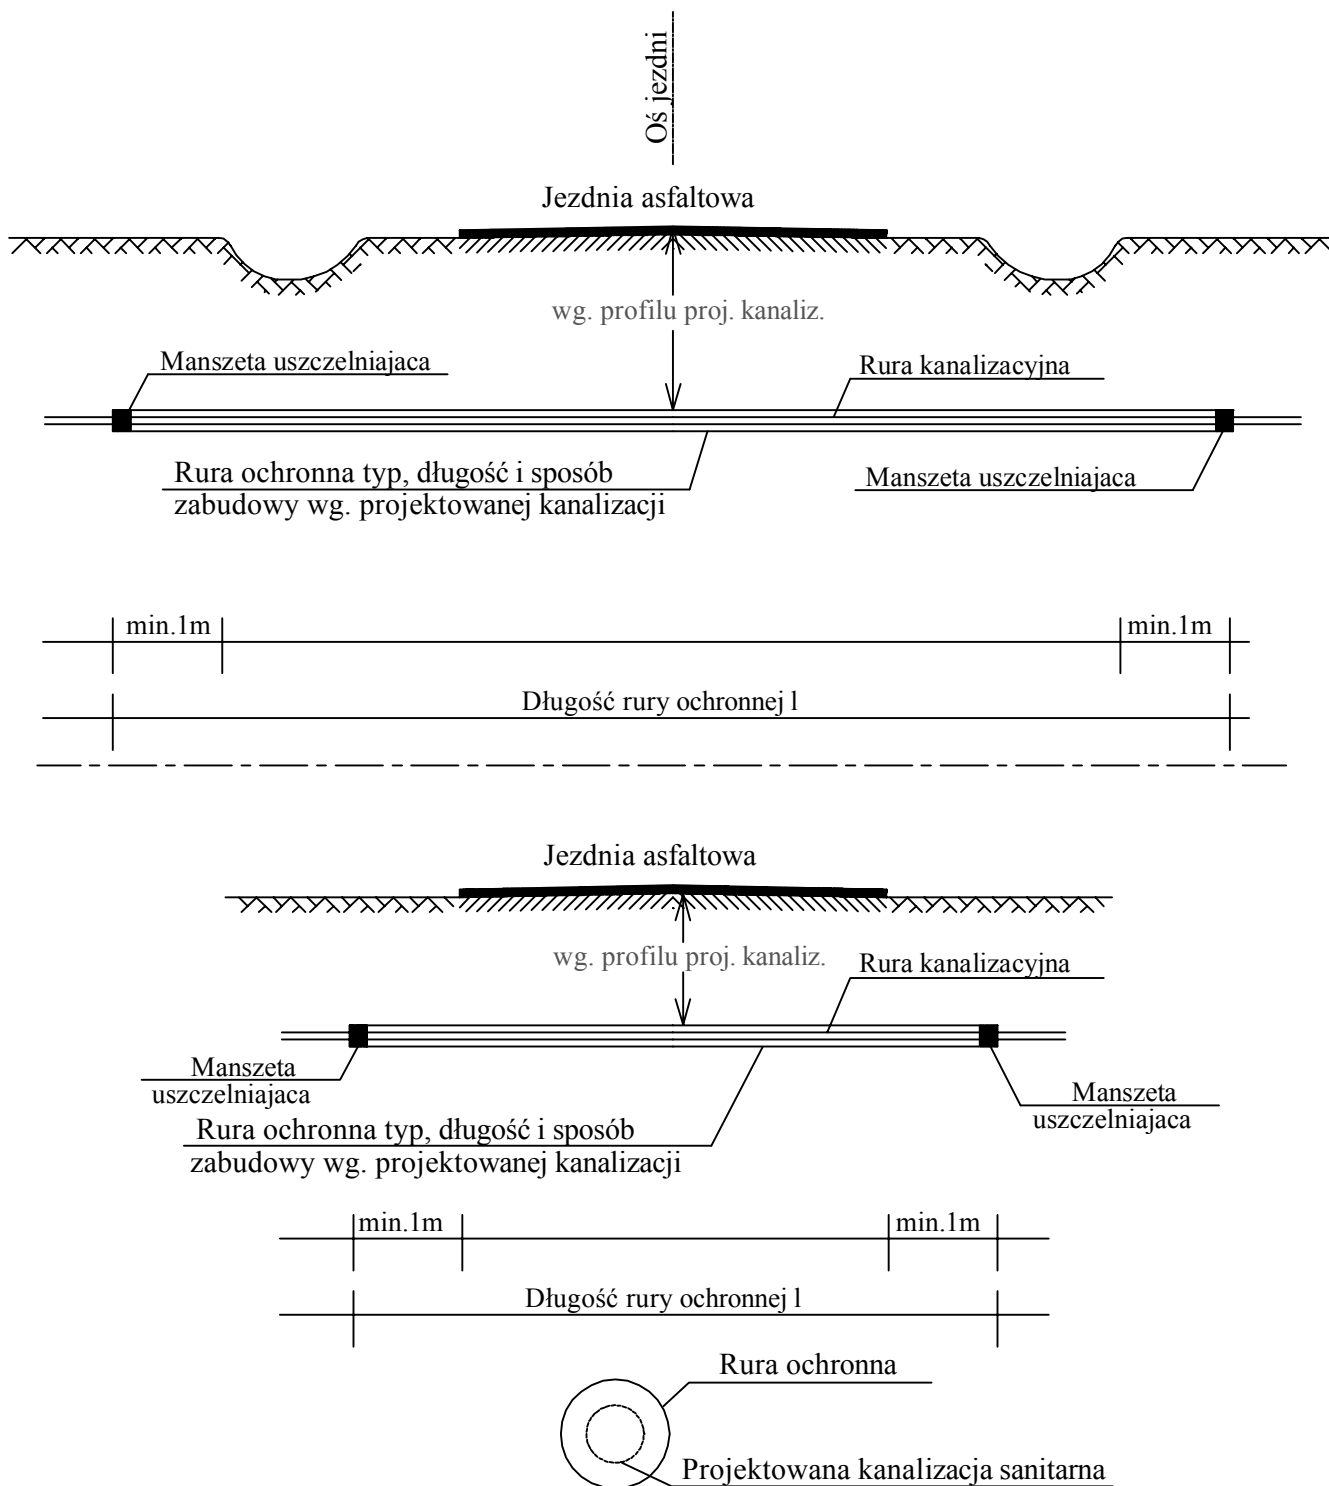 Oś jezdni
Jezdnia asfaltowa
wg. profilu proj. kanaliz.
Manszeta uszczelniajaca
Rura kanalizacyjna
Rura ochronna typ, długość i sposób
zabudowy wg. projektowanej kanalizacji
Manszeta uszczelniajaca
min.1m
min.1m
Długość rury ochronnej l
Jezdnia asfaltowa
wg. profilu proj. kanaliz.
Rura kanalizacyjna
Manszeta
uszczelniajaca
Manszeta
uszczelniajaca
Rura ochronna typ, długość i sposób
zabudowy wg. projektowanej kanalizacji
min.1m
min.1m
Długość rury ochronnej l
Rura ochronna
Projektowana kanalizacja sanitarna